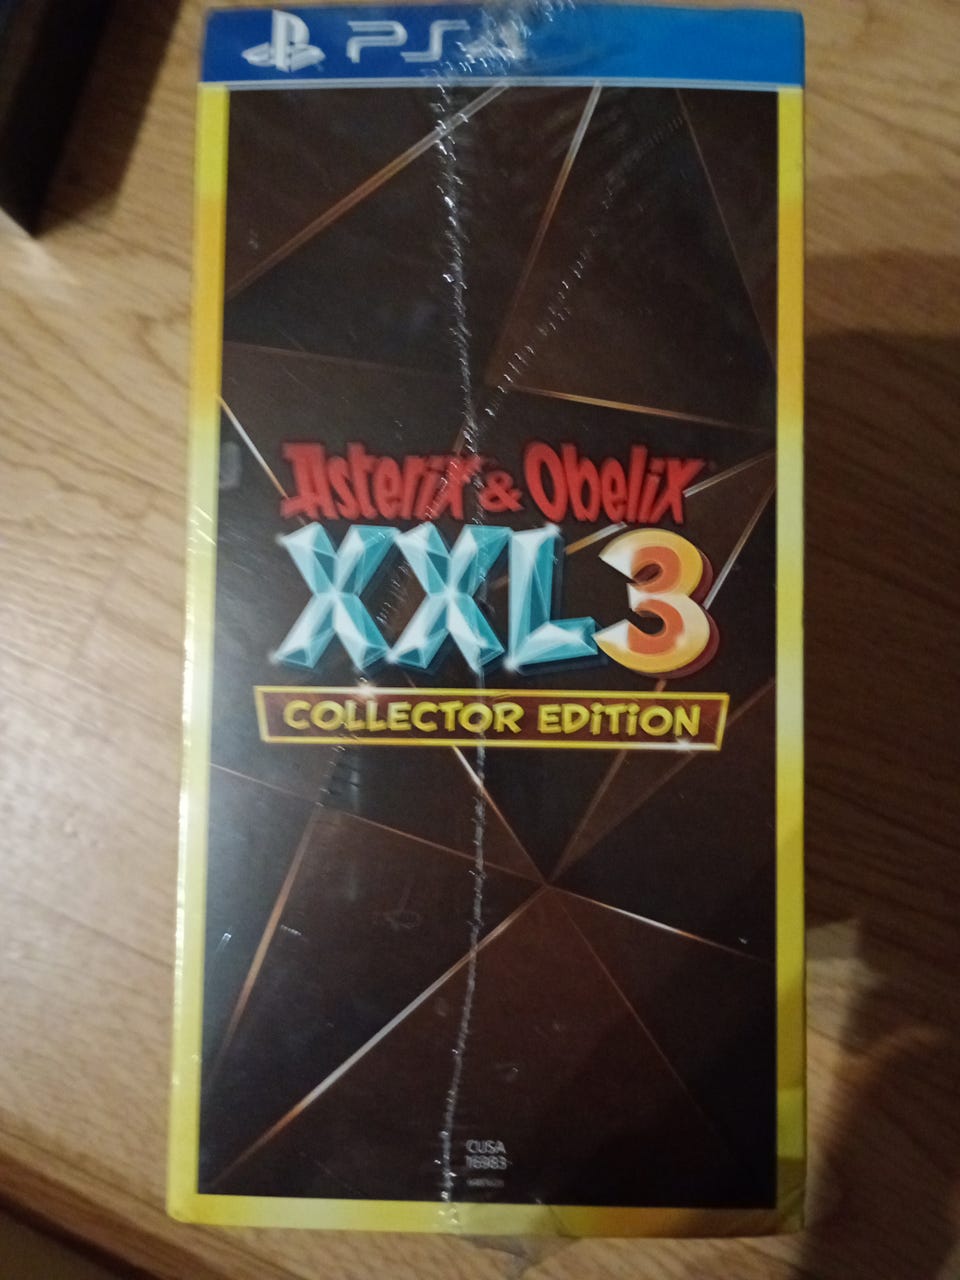 PS4
Asterix & Obelix
XXL3
COLLECTOR EDITION
CUSA
16983